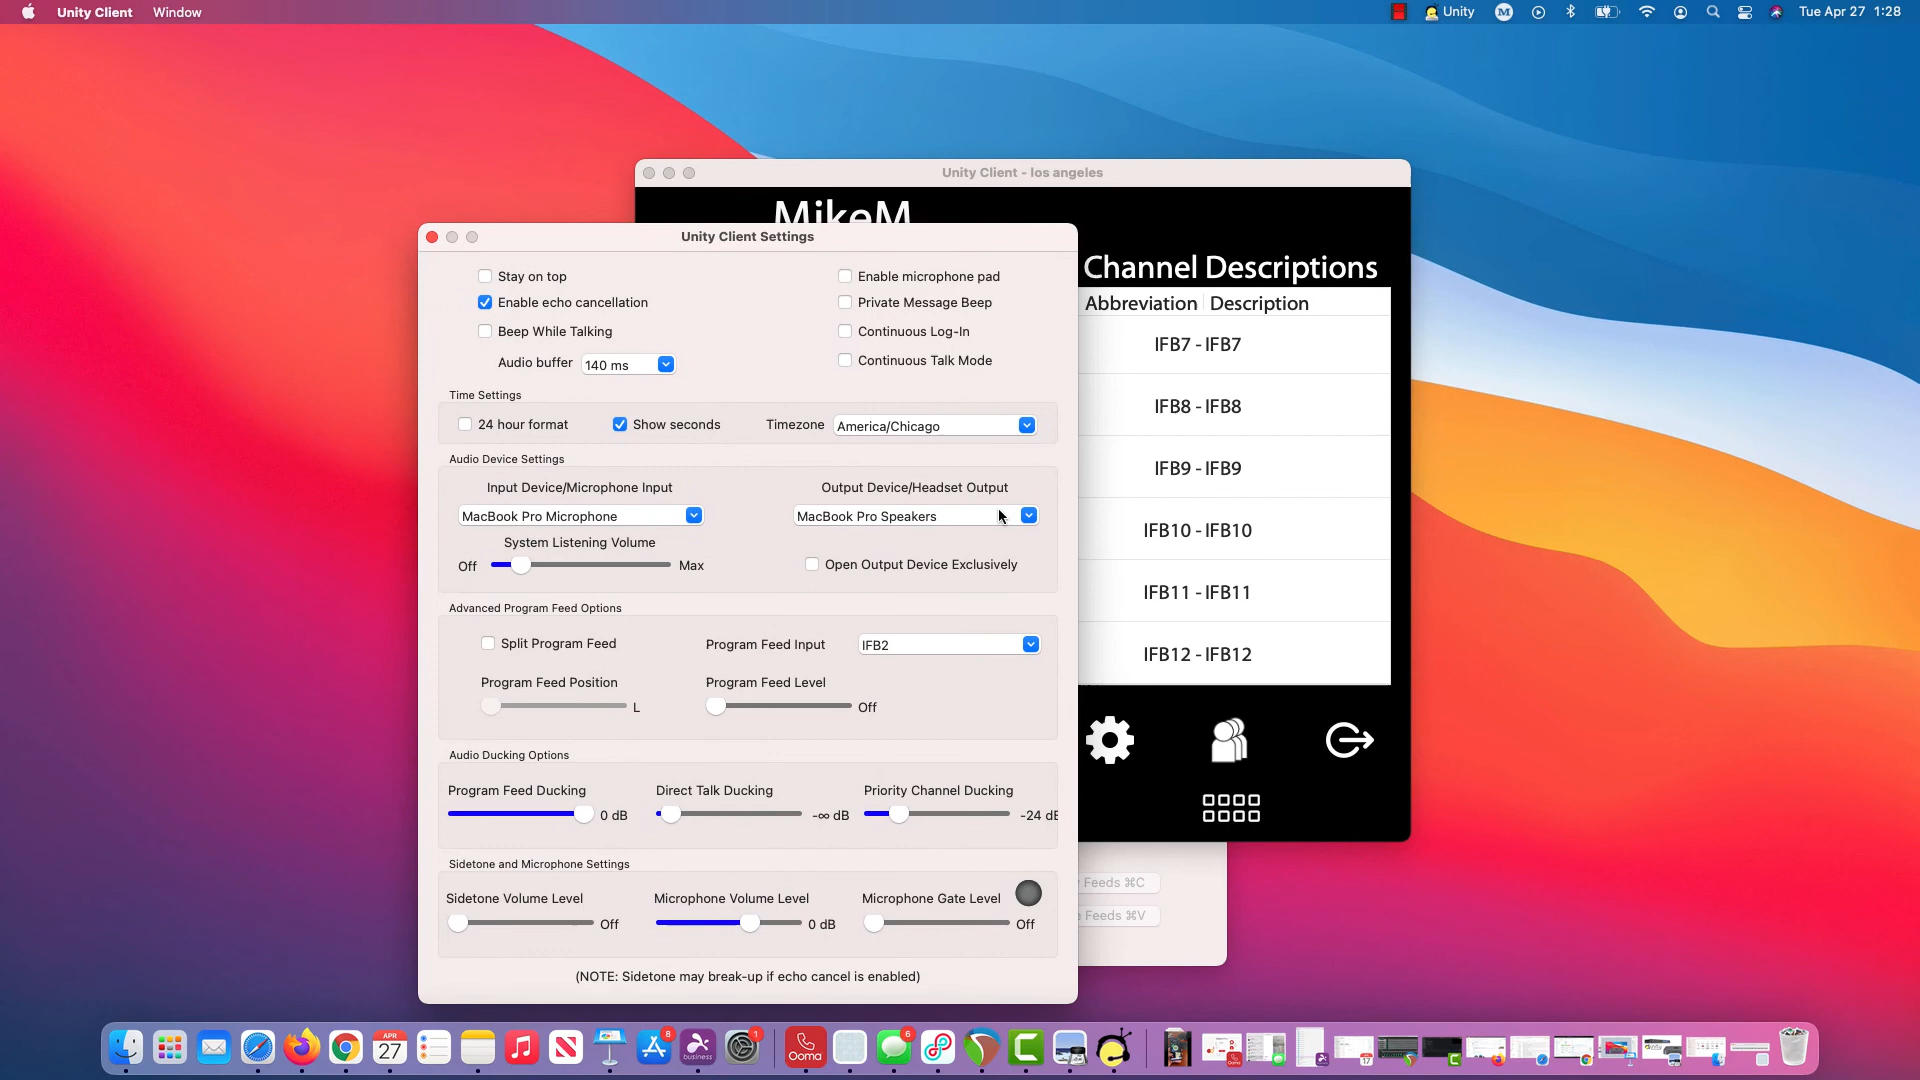 Unity Client Window
Unity
Tue Apr 27 1:28
Unity Client - los angeles
MikeM
Unity Client Settings
Channel Descriptions
Abbreviation Description
IFB7 - IFB7
IFB8 - IFB8
IFB9 - IFB9
IFB10 - IFB10
IFB11 - IFB11
IFB12 - IFB12
Stay on top
Enable microphone pad
Enable echo cancellation
Private Message Beep
Beep While Talking
Continuous Log-In
Audio buffer 140 ms
Continuous Talk Mode
Time Settings
24 hour format Show seconds Timezone America/Chicago
Audio Device Settings
Input Device/Microphone Input Output Device/Headset Output
MacBook Pro Microphone MacBook Pro Speakers
System Listening Volume
Off Max Open Output Device Exclusively
Advanced Program Feed Options
Split Program Feed Program Feed Input IFB2
Program Feed Position Program Feed Level
L Off
Audio Ducking Options
Program Feed Ducking Direct Talk Ducking Priority Channel Ducking
0 dB -∞ dB -24 dB
Sidetone and Microphone Settings
Sidetone Volume Level Microphone Volume Level Microphone Gate Level
Off 0 dB Off
(NOTE: Sidetone may break-up if echo cancel is enabled)
Feeds ⌘C
Feeds ⌘V
APR
27
8
business
1
Ooma
6